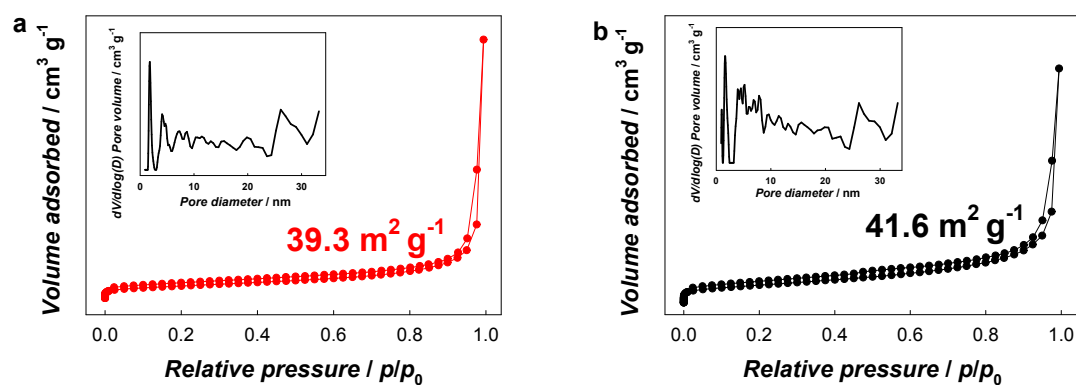 a
Volume adsorbed / cm³ g⁻¹
dV/dlog(D) Pore volume / cm³ g⁻¹
0 10 20 30
Pore diameter / nm
39.3 m² g⁻¹
0.0 0.2 0.4 0.6 0.8 1.0
Relative pressure / p/p₀
b
Volume adsorbed / cm³ g⁻¹
dV/dlog(D) Pore volume / cm³ g⁻¹
0 10 20 30
Pore diameter / nm
41.6 m² g⁻¹
0.0 0.2 0.4 0.6 0.8 1.0
Relative pressure / p/p₀